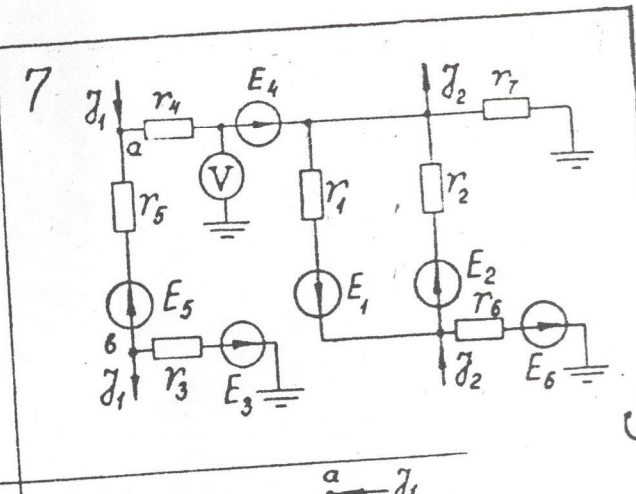 7
J₁ r₄ E₄ J₂ r₇
a
V
r₅ r₁ r₂
E₅ E₁ E₂
r₆
в
J₁ r₃ E₃ J₂ E₆
a J₁